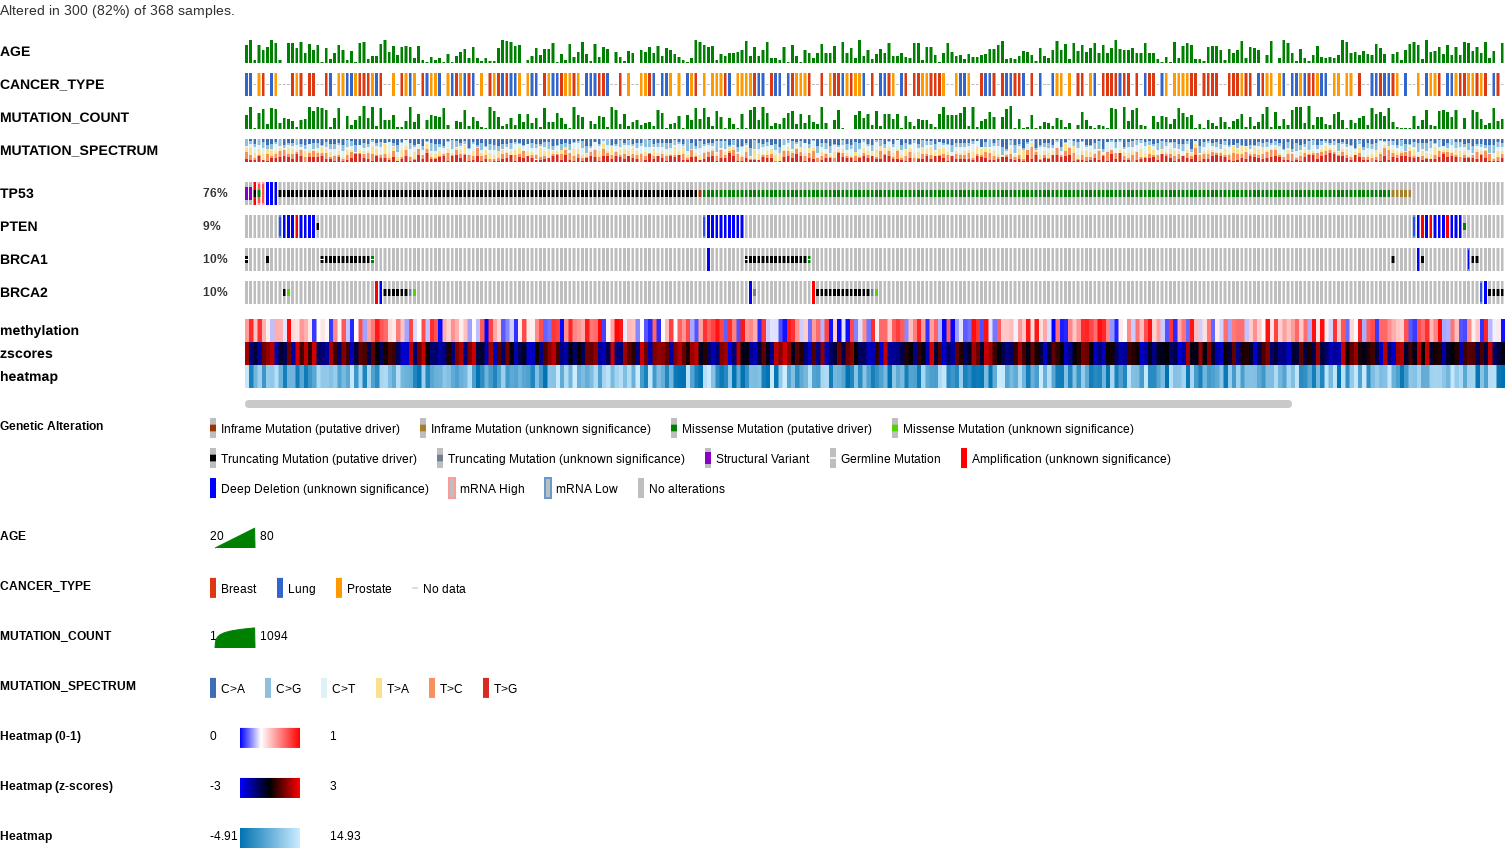 Altered in 300 (82%) of 368 samples.
AGE
CANCER_TYPE
MUTATION_COUNT
MUTATION_SPECTRUM
TP53 76%
PTEN 9%
BRCA1 10%
BRCA2 10%
methylation
zscores
heatmap
Genetic Alteration Inframe Mutation (putative driver) Inframe Mutation (unknown significance) Missense Mutation (putative driver) Missense Mutation (unknown significance)
Truncating Mutation (putative driver) Truncating Mutation (unknown significance) Structural Variant Germline Mutation Amplification (unknown significance)
Deep Deletion (unknown significance) mRNA High mRNA Low No alterations
AGE 20 80
CANCER_TYPE Breast Lung Prostate No data
MUTATION_COUNT 1 1094
MUTATION_SPECTRUM C>A C>G C>T T>A T>C T>G
Heatmap (0-1) 0 1
Heatmap (z-scores) -3 3
Heatmap -4.91 14.93